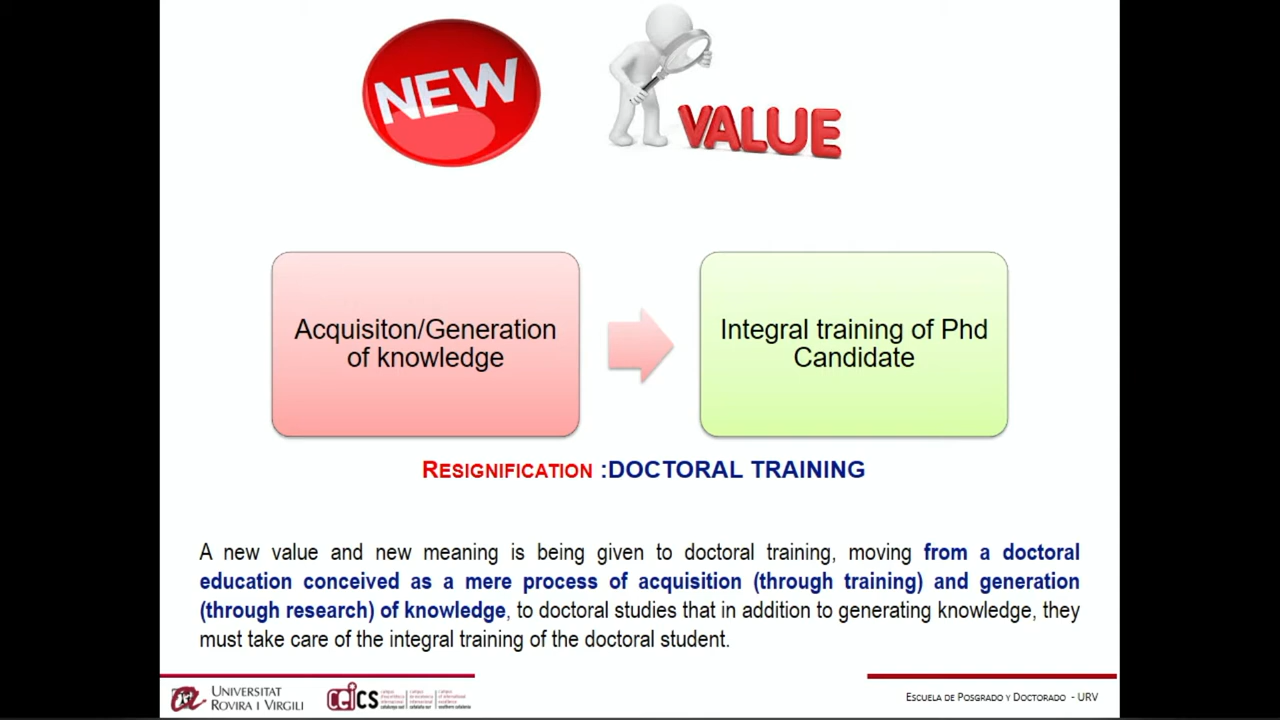 NEW
VALUE
Acquisiton/Generation
of knowledge
Integral training of Phd
Candidate
RESIGNIFICATION :DOCTORAL TRAINING
A new value and new meaning is being given to doctoral training, moving from a doctoral
education conceived as a mere process of acquisition (through training) and generation
(through research) of knowledge, to doctoral studies that in addition to generating knowledge, they
must take care of the integral training of the doctoral student.
UNIVERSITAT
ROVIRA I VIRGILI
CEICS
ESCUELA DE POSGRADO Y DOCTORADO - URV